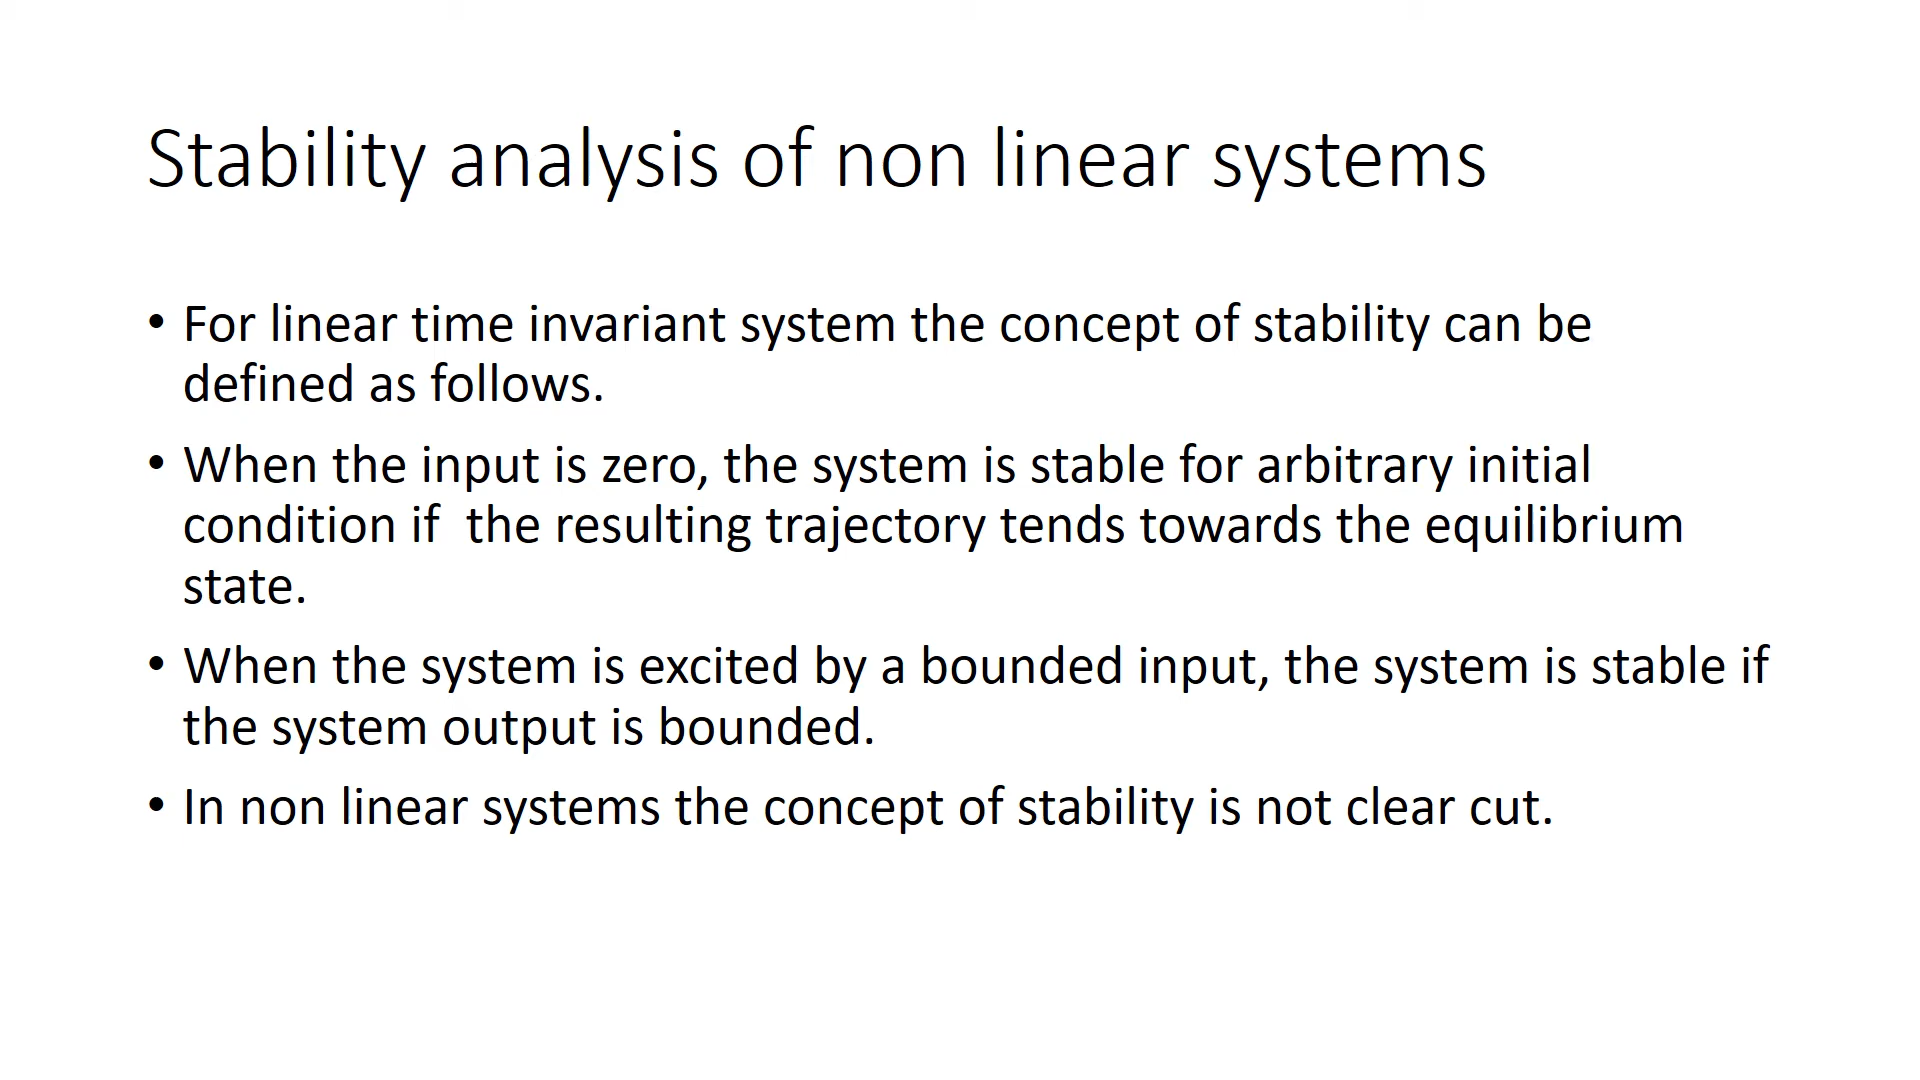 Stability analysis of non linear systems
• For linear time invariant system the concept of stability can be
defined as follows.
• When the input is zero, the system is stable for arbitrary initial
condition if  the resulting trajectory tends towards the equilibrium
state.
• When the system is excited by a bounded input, the system is stable if
the system output is bounded.
• In non linear systems the concept of stability is not clear cut.